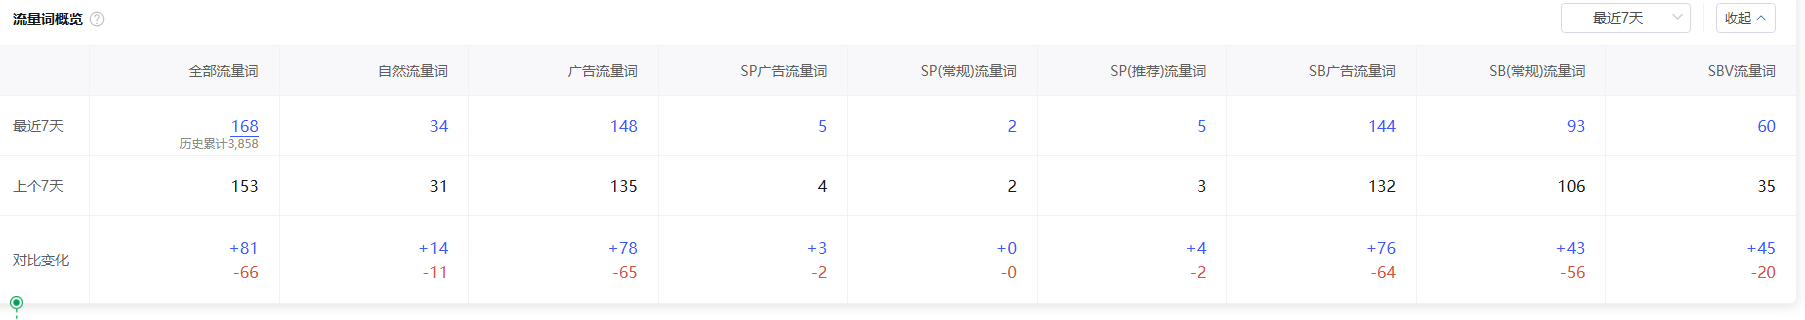 流量词概览
最近7天 收起
全部流量词 自然流量词 广告流量词 SP广告流量词 SP(常规)流量词 SP(推荐)流量词 SB广告流量词 SB(常规)流量词 SBV流量词
最近7天 168 34 148 5 2 5 144 93 60
历史累计3,858
上个7天 153 31 135 4 2 3 132 106 35
对比变化 +81 +14 +78 +3 +0 +4 +76 +43 +45
-66 -11 -65 -2 -0 -2 -64 -56 -20